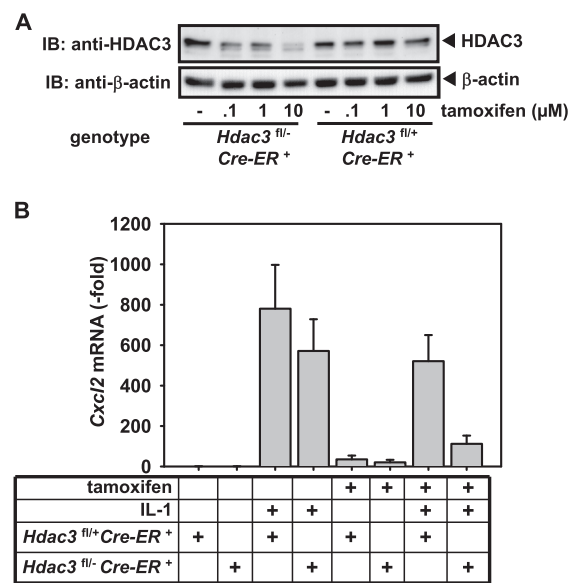 A
IB: anti-HDAC3
◄ HDAC3
IB: anti-β-actin
◄ β-actin
- .1 1 10 - .1 1 10 tamoxifen (μM)
genotype
Hdac3 fl/- Hdac3 fl/+
Cre-ER + Cre-ER +
B
Cxcl2 mRNA (-fold)
1200
1000
800
600
400
200
0
tamoxifen + + + +
IL-1 + + + +
Hdac3 fl/+ Cre-ER + + + + +
Hdac3 fl/- Cre-ER + + + + +